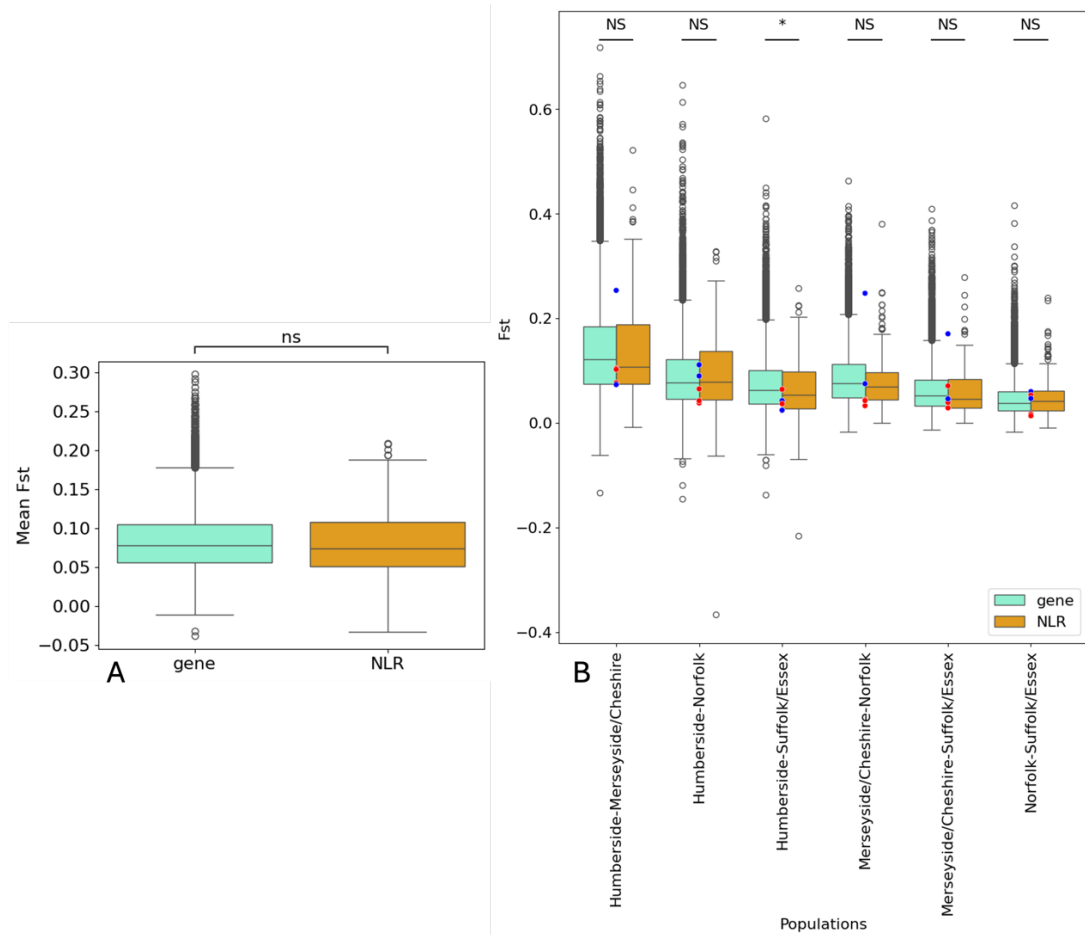 ns
Mean Fst
0.30
0.25
0.20
0.15
0.10
0.05
0.00
−0.05
gene
NLR
A
NS
NS
*
NS
NS
NS
Fst
0.6
0.4
0.2
0.0
−0.2
−0.4
gene
NLR
B
Humberside-Merseyside/Cheshire
Humberside-Norfolk
Humberside-Suffolk/Essex
Merseyside/Cheshire-Norfolk
Merseyside/Cheshire-Suffolk/Essex
Norfolk-Suffolk/Essex
Populations